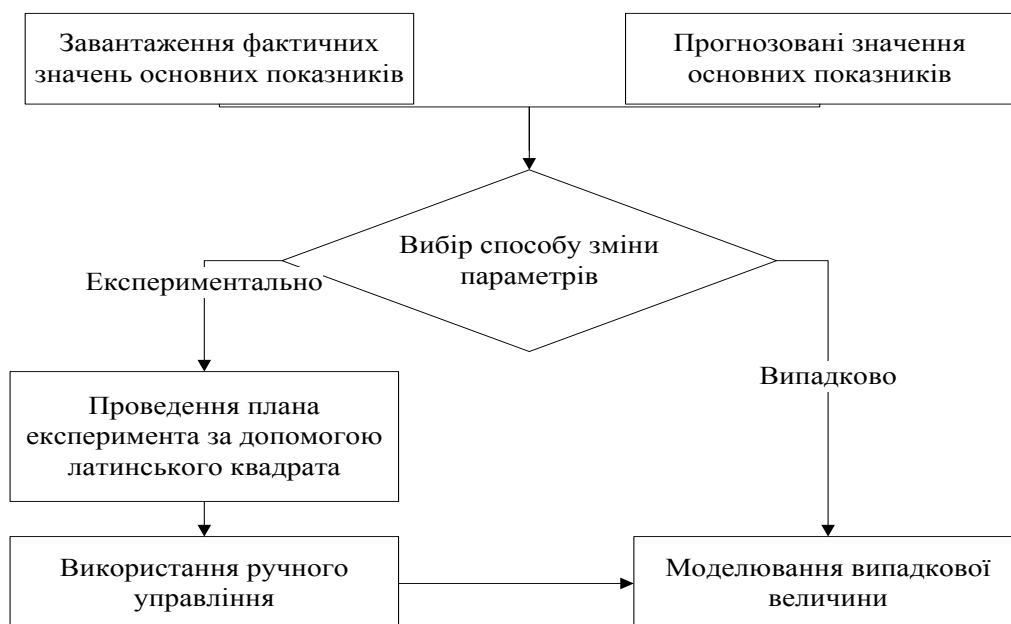 Завантаження фактичних
значень основних показників
Прогнозовані значення
основних показників
Вибір способу зміни
параметрів
Експериментально
Випадково
Проведення плана
експеримента за допомогою
латинського квадрата
Використання ручного
управління
Моделювання випадкової
величини